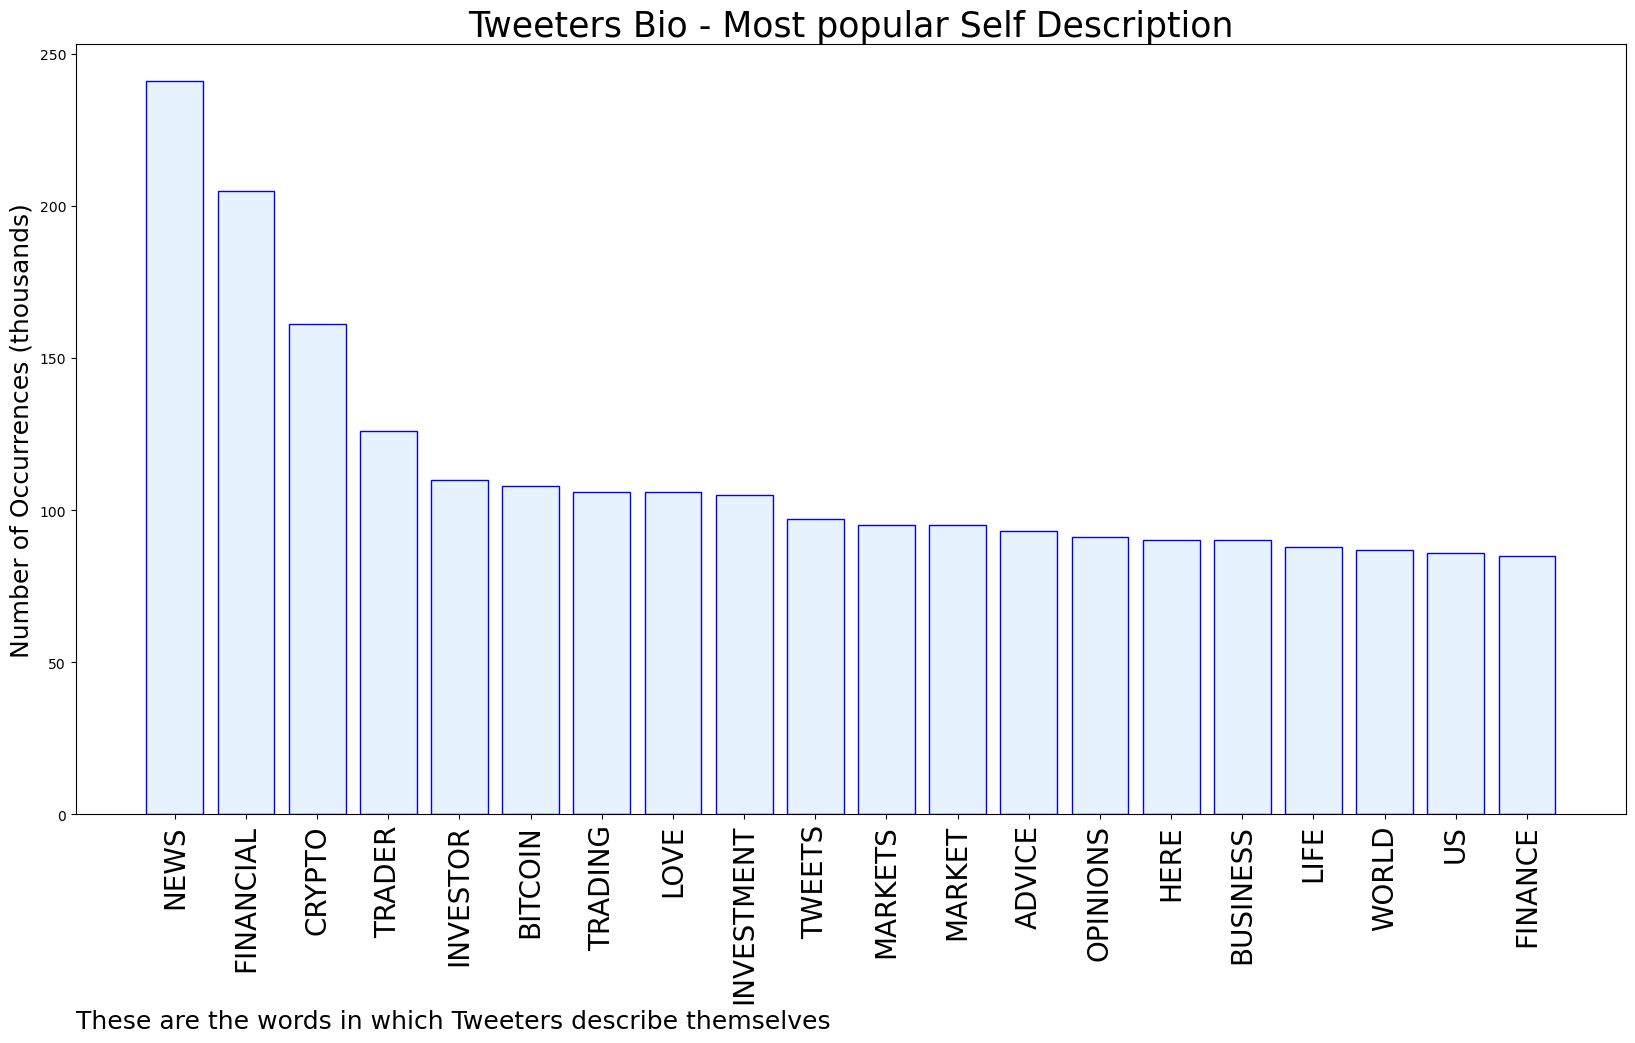 Tweeters Bio - Most popular Self Description
Number of Occurrences (thousands)
250
200
150
100
50
0
NEWS
FINANCIAL
CRYPTO
TRADER
INVESTOR
BITCOIN
TRADING
LOVE
INVESTMENT
TWEETS
MARKETS
MARKET
ADVICE
OPINIONS
HERE
BUSINESS
LIFE
WORLD
US
FINANCE
These are the words in which Tweeters describe themselves